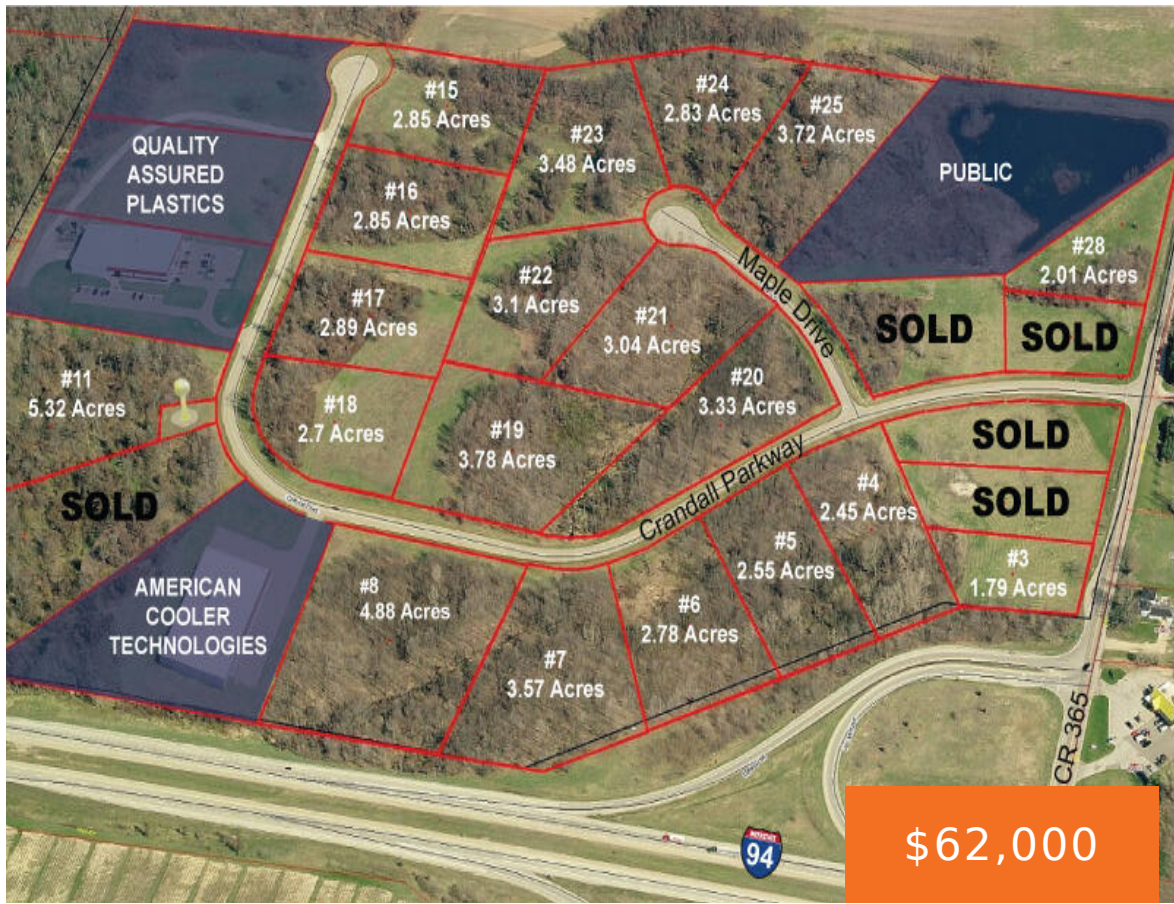 #15
2.85 Acres
#24
2.83 Acres
#25
3.72 Acres
#23
3.48 Acres
QUALITY
ASSURED
PLASTICS
PUBLIC
#16
2.85 Acres
#28
2.01 Acres
#22
3.1 Acres
#17
2.89 Acres
#21
3.04 Acres
Maple Drive
SOLD
SOLD
#11
5.32 Acres
#18
2.7 Acres
#20
3.33 Acres
#19
3.78 Acres
SOLD
SOLD
Crandall Parkway
#4
2.45 Acres
SOLD
#5
2.55 Acres
#3
1.79 Acres
AMERICAN
COOLER
TECHNOLOGIES
#8
4.88 Acres
#6
2.78 Acres
#7
3.57 Acres
CR 365
INTERSTATE
94
$62,000